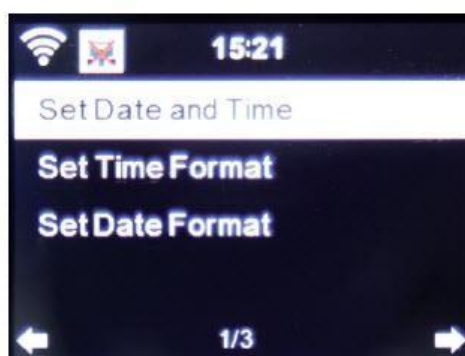 15:21
Set Date and Time
Set Time Format
Set Date Format
1/3